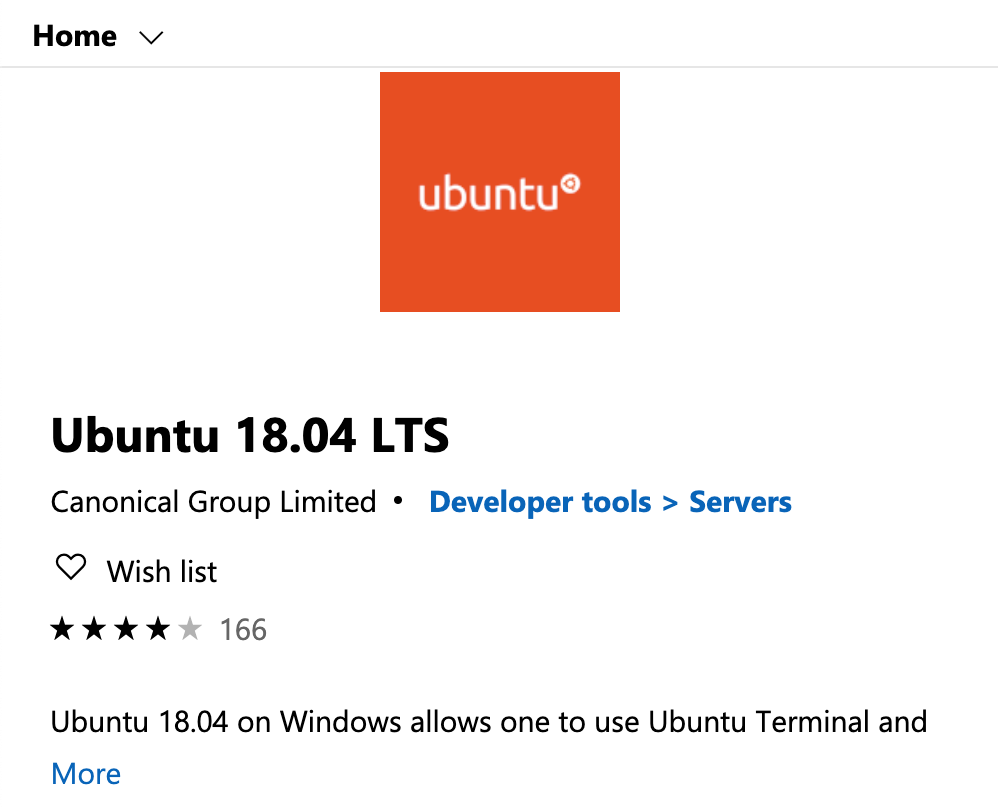 Home
ubuntu
Ubuntu 18.04 LTS
Canonical Group Limited • Developer tools > Servers
Wish list
166
Ubuntu 18.04 on Windows allows one to use Ubuntu Terminal and
More